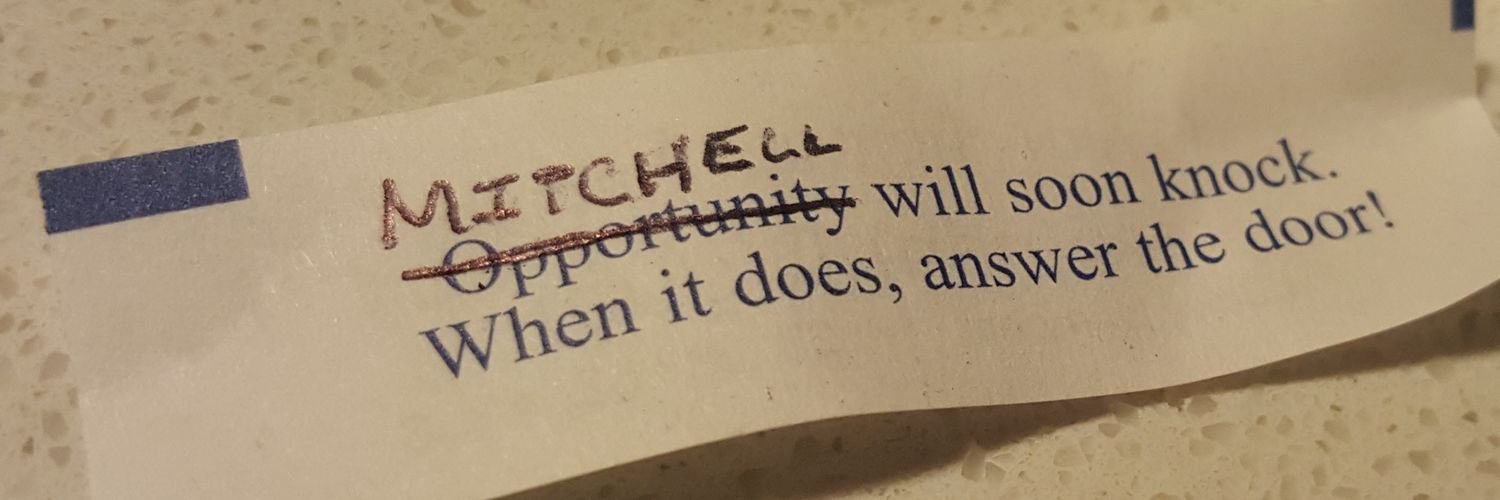 MITCHELL
Opportunity will soon knock.
When it does, answer the door!